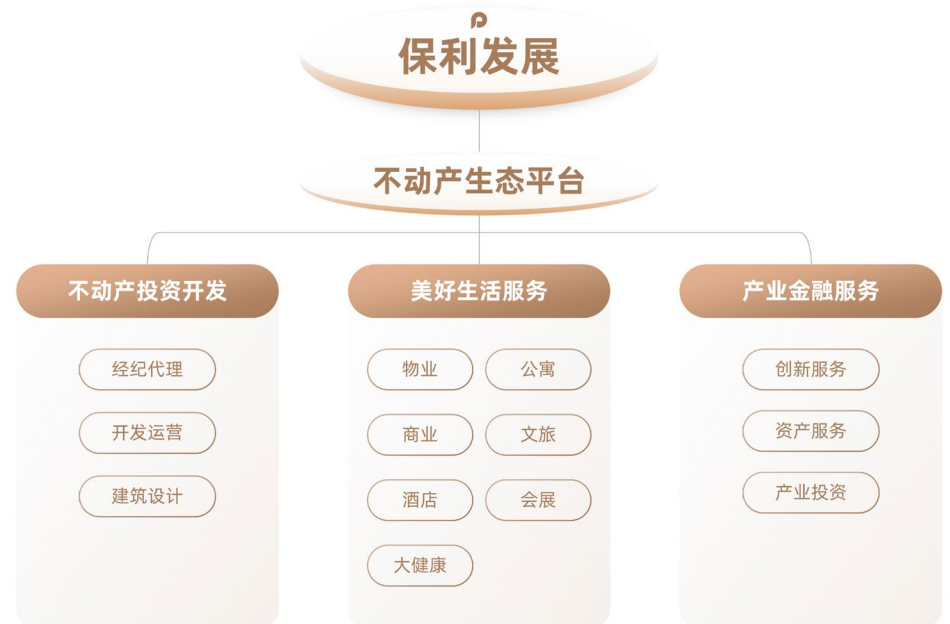 保利发展
不动产生态平台
不动产投资开发
经纪代理
开发运营
建筑设计
美好生活服务
物业
公寓
商业
文旅
酒店
会展
大健康
产业金融服务
创新服务
资产服务
产业投资